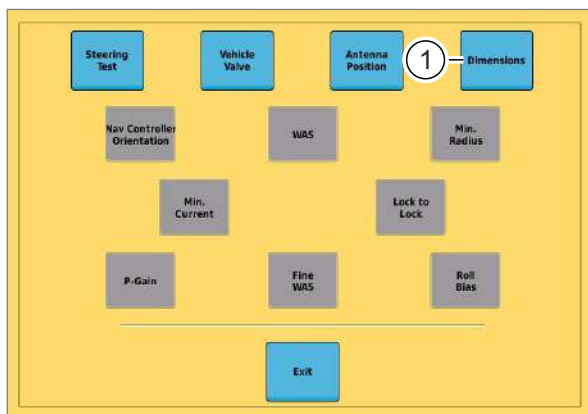 Steering
Test
Vehicle
Valve
Antenna
Position
1
Dimensions
Nav Controller
Orientation
WAS
Min.
Radius
Min.
Current
Lock to
Lock
P-Gain
Fine
WAS
Roll
Bias
Exit